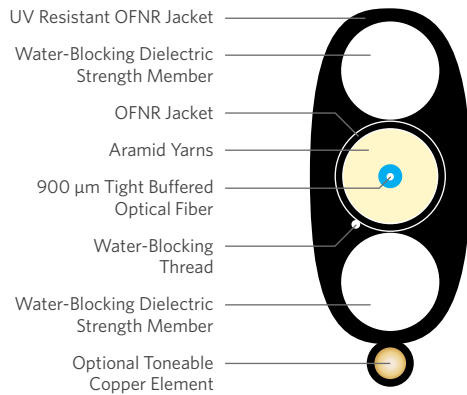 UV Resistant OFNR Jacket
Water-Blocking Dielectric
Strength Member
OFNR Jacket
Aramid Yarns
900 μm Tight Buffered
Optical Fiber
Water-Blocking
Thread
Water-Blocking Dielectric
Strength Member
Optional Toneable
Copper Element